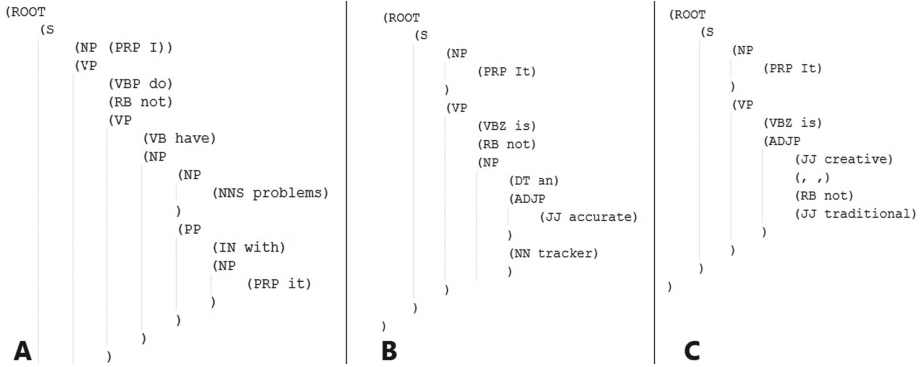 (ROOT
(S
(NP (PRP I))
(VP
(VBP do)
(RB not)
(VP
(VB have)
(NP
(NP
(NNS problems)
)
(PP
(IN with)
(NP
(PRP it)
)
)
)
)
A
(ROOT
(S
(NP
(PRP It)
)
(VP
(VBZ is)
(RB not)
(NP
(DT an)
(ADJP
(JJ accurate)
)
(NN tracker)
)
)
)
)
B
(ROOT
(S
(NP
(PRP It)
)
(VP
(VBZ is)
(ADJP
(JJ creative)
(, ,)
(RB not)
(JJ traditional)
)
)
)
)
C